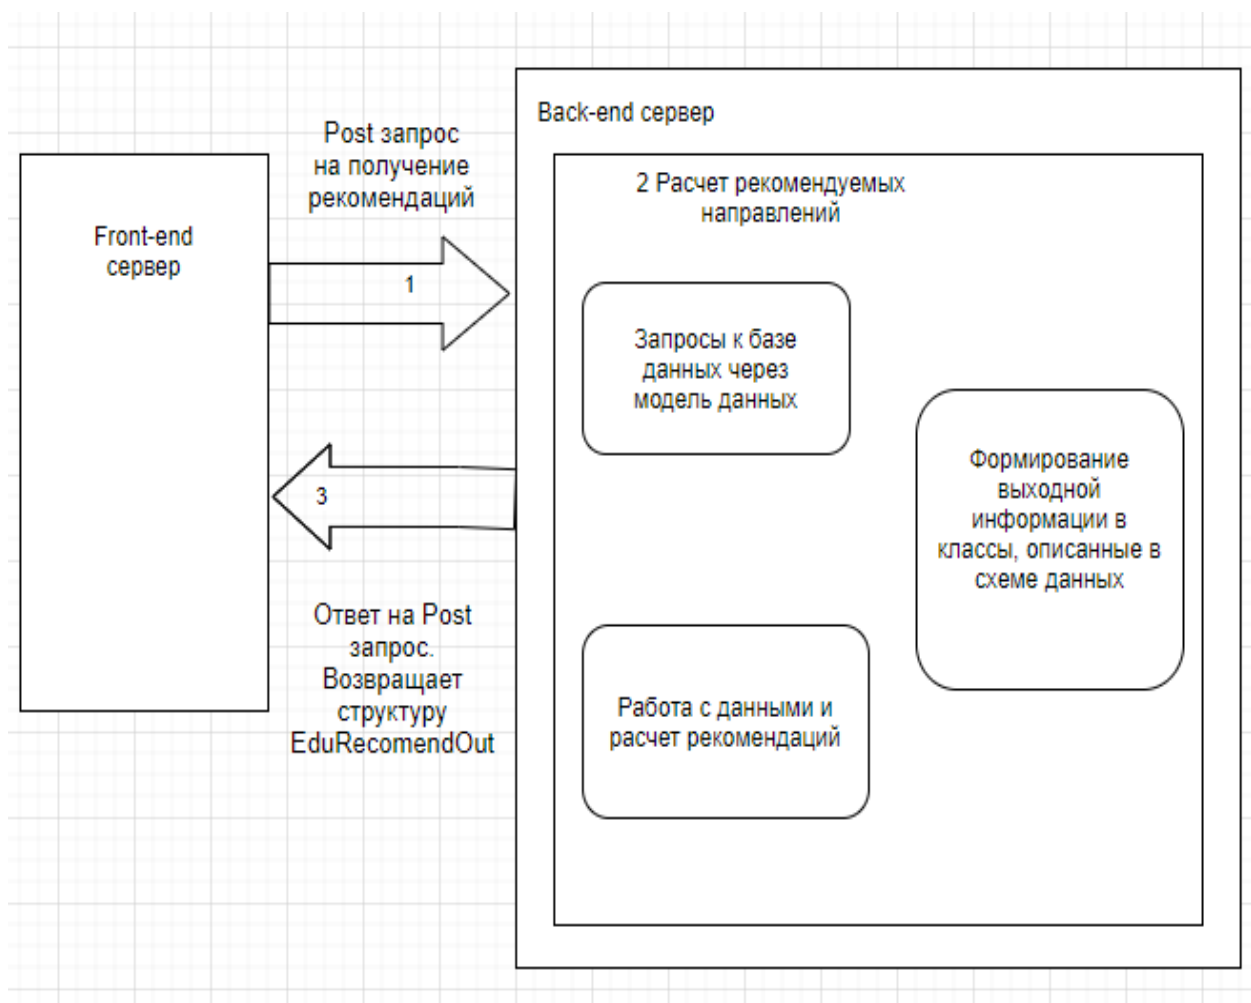 Front-end
сервер
Post запрос
на получение
рекомендаций
1
Back-end сервер
2 Расчет рекомендуемых
направлений
Запросы к базе
данных через
модель данных
Работа с данными и
расчет рекомендаций
Формирование
выходной
информации в
классы, описанные в
схеме данных
3
Ответ на Post
запрос.
Возвращает
структуру
EduRecomendOut